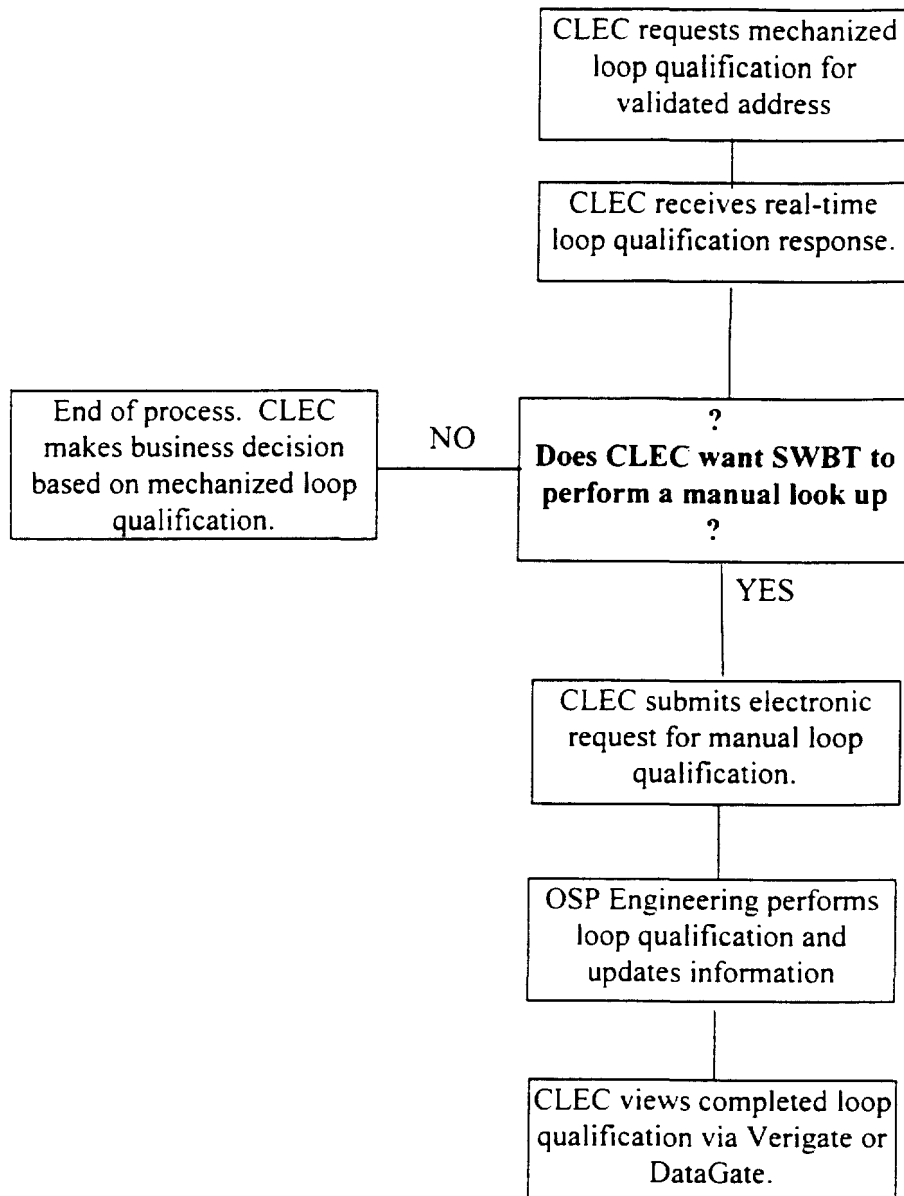 CLEC requests mechanized
loop qualification for
validated address
CLEC receives real-time
loop qualification response.
End of process. CLEC
makes business decision
based on mechanized loop
qualification.
NO
?
Does CLEC want SWBT to
perform a manual look up
?
YES
CLEC submits electronic
request for manual loop
qualification.
OSP Engineering performs
loop qualification and
updates information
CLEC views completed loop
qualification via Verigate or
DataGate.